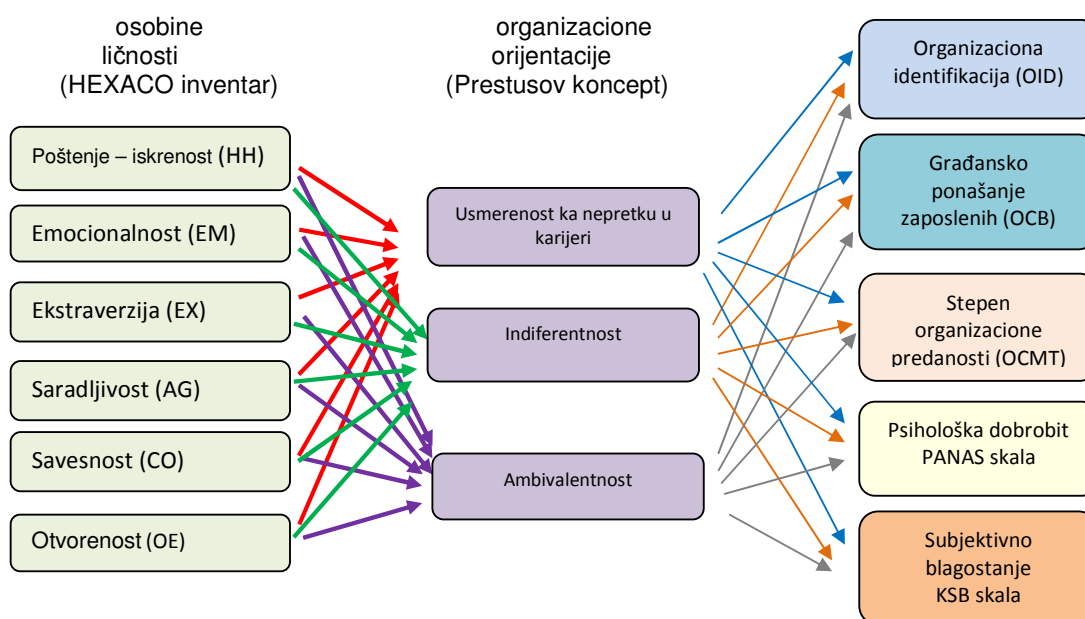 osobine
ličnosti
(HEXACO inventar)
organizacione
orijentacije
(Prestusov koncept)
Poštenje – iskrenost (HH)
Emocionalnost (EM)
Ekstraverzija (EX)
Saradljivost (AG)
Savesnost (CO)
Otvorenost (OE)
Usmerenost ka nepretku u
karijeri
Indiferentnost
Ambivalentnost
Organizaciona
identifikacija (OID)
Građansko
ponašanje
zaposlenih (OCB)
Stepen
organizacione
predanosti (OCMT)
Psihološka dobrobit
PANAS skala
Subjektivno
blagostanje
KSB skala